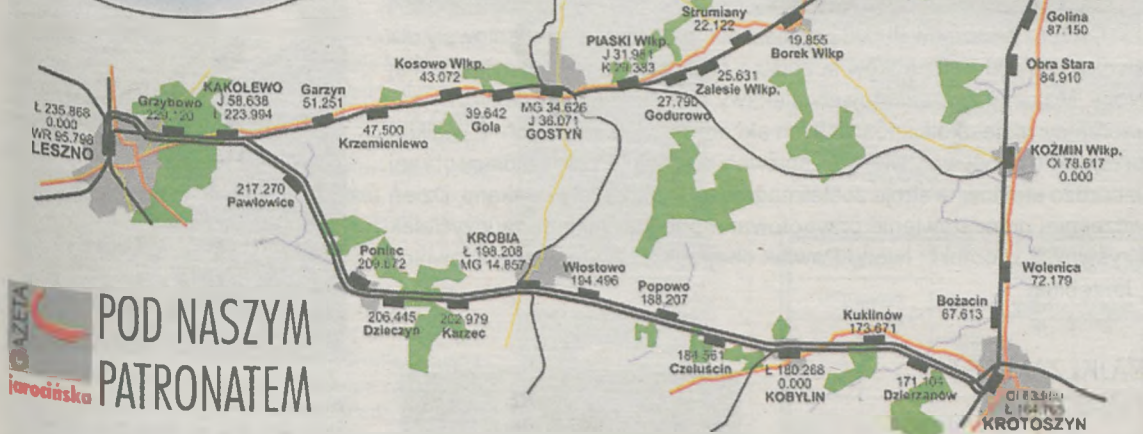 Strumiany
22.122
19.855
Borek Wlkp
Golina
87.150
PIASKI Wlkp.
J 31.981
Obra Stara
84.910
Kosowo Wlkp.
43.072
25.631
Zalesie Wlkp.
KĄKOLEWO
J 58.638
Ł 223.994
Garzyn
51.251
Grzybowo
27.790
Godurowo
39.642
Gola
MG 34.626
J 36.071
GOSTYŃ
Ł 235.868
0.000
WR 95.798
LESZNO
47.500
Krzemieniewo
KOŹMIN Wlkp.
Ol 78.617
0.000
217.270
Pawłowice
KROBIA
Ł 198.208
MG 14.857
Poniec
Włostowo
194.496
Wolenica
72.179
Popowo
188.207
Bożacin
67.613
206.445
Dzieczyn
Karzec
Kuklinów
173.671
Czeluścin
Ł 180.268
0.000
KOBYLIN
Dzierżanów
KROTOSZYN
GAZETA
jarocińska
POD NASZYM
PATRONATEM